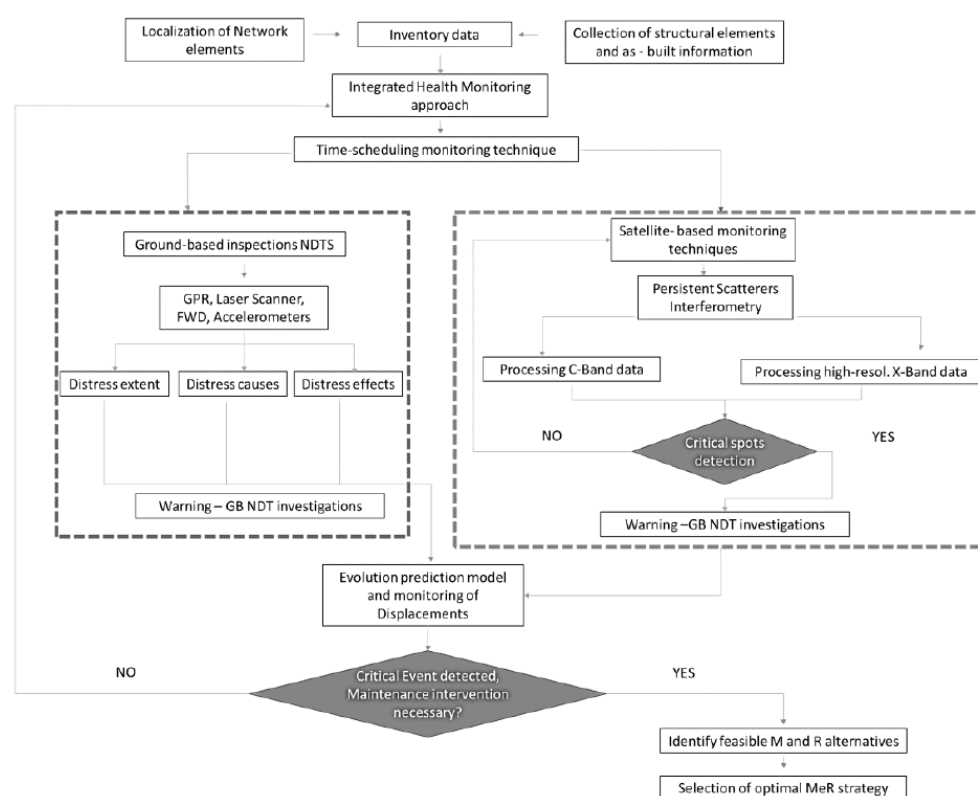 Localization of Network
elements
Inventory data
Collection of structural elements
and as - built information
Integrated Health Monitoring
approach
Time-scheduling monitoring technique
Ground-based inspections NDTS
GPR, Laser Scanner,
FWD, Accelerometers
Distress extent
Distress causes
Distress effects
Warning – GB NDT investigations
Satellite- based monitoring
techniques
Persistent Scatterers
Interferometry
Processing C-Band data
Processing high-resol. X-Band data
NO
Critical spots
detection
YES
Warning –GB NDT investigations
Evolution prediction model
and monitoring of
Displacements
NO
Critical Event detected,
Maintenance intervention
necessary?
YES
Identify feasible M and R alternatives
Selection of optimal MeR strategy